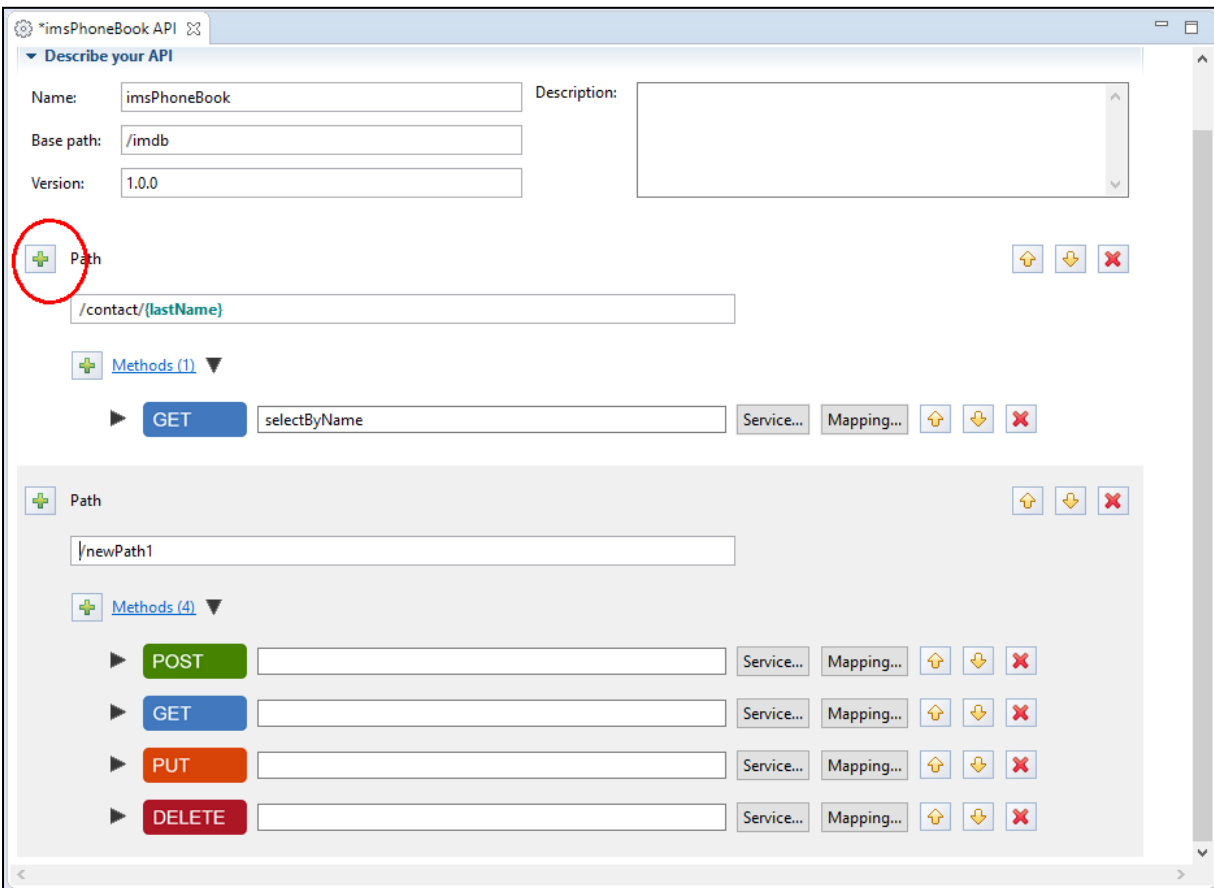 *imsPhoneBook API
Describe your API
Name: imsPhoneBook Description:
Base path: /imdb
Version: 1.0.0
Path
/contact/{lastName}
Methods (1)
GET selectByName Service... Mapping...
Path
/newPath1
Methods (4)
POST Service... Mapping...
GET Service... Mapping...
PUT Service... Mapping...
DELETE Service... Mapping...